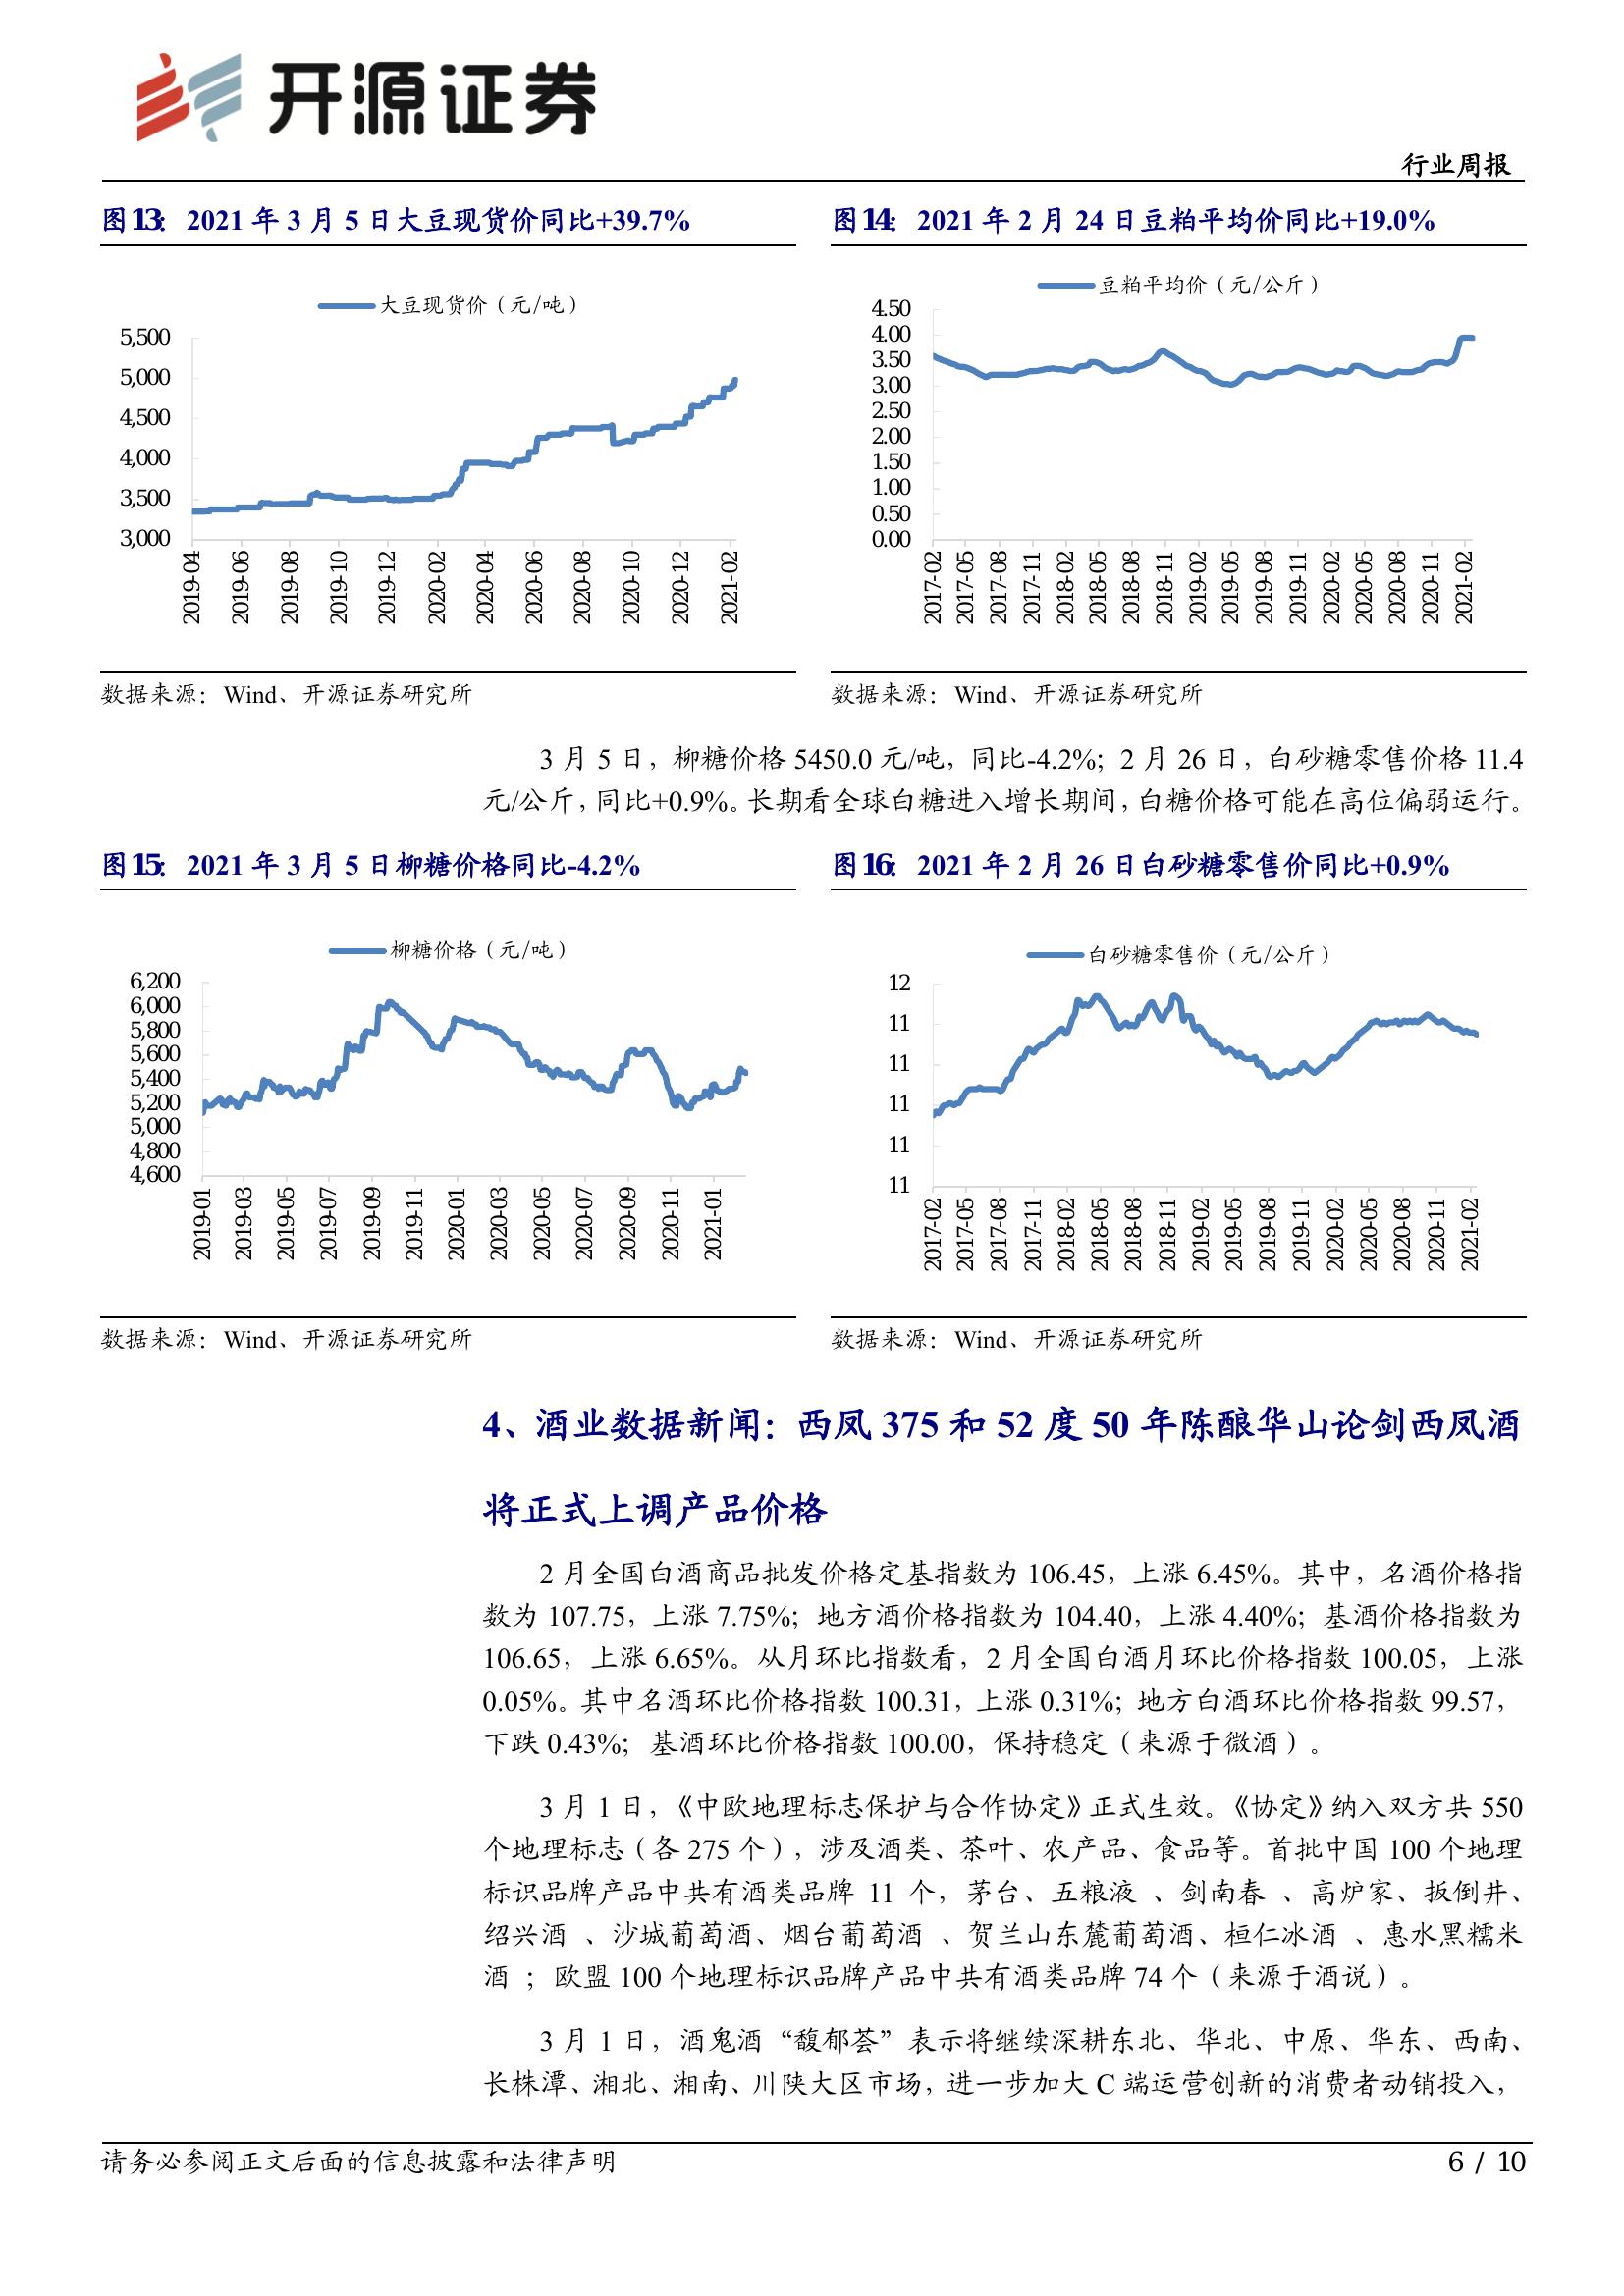 开源证券
行业周报
图13： 2021 年 3 月 5 日大豆现货价同比+39.7%
大豆现货价（元/吨）
5,500
5,000
4,500
4,000
3,500
3,000
2019-04
2019-06
2019-08
2019-10
2019-12
2020-02
2020-04
2020-06
2020-08
2020-10
2020-12
2021-02
数据来源：Wind、开源证券研究所
图14： 2021 年 2 月 24 日豆粕平均价同比+19.0%
豆粕平均价（元/公斤）
4.50
4.00
3.50
3.00
2.50
2.00
1.50
1.00
0.50
0.00
2017-02
2017-05
2017-08
2017-11
2018-02
2018-05
2018-08
2018-11
2019-02
2019-05
2019-08
2019-11
2020-02
2020-05
2020-08
2020-11
2021-02
数据来源：Wind、开源证券研究所
3 月 5 日，柳糖价格 5450.0 元/吨，同比-4.2%；2 月 26 日，白砂糖零售价格 11.4
元/公斤，同比+0.9%。长期看全球白糖进入增长期间，白糖价格可能在高位偏弱运行。
图15： 2021 年 3 月 5 日柳糖价格同比-4.2%
柳糖价格（元/吨）
6,200
6,000
5,800
5,600
5,400
5,200
5,000
4,800
4,600
2019-01
2019-03
2019-05
2019-07
2019-09
2019-11
2020-01
2020-03
2020-05
2020-07
2020-09
2020-11
2021-01
数据来源：Wind、开源证券研究所
图16： 2021 年 2 月 26 日白砂糖零售价同比+0.9%
白砂糖零售价（元/公斤）
12
11
11
11
11
11
2017-02
2017-05
2017-08
2017-11
2018-02
2018-05
2018-08
2018-11
2019-02
2019-05
2019-08
2019-11
2020-02
2020-05
2020-08
2020-11
2021-02
数据来源：Wind、开源证券研究所
4、酒业数据新闻：西凤 375 和 52 度 50 年陈酿华山论剑西凤酒
将正式上调产品价格
2 月全国白酒商品批发价格定基指数为 106.45，上涨 6.45%。其中，名酒价格指
数为 107.75，上涨 7.75%；地方酒价格指数为 104.40，上涨 4.40%；基酒价格指数为
106.65，上涨 6.65%。从月环比指数看，2 月全国白酒月环比价格指数 100.05，上涨
0.05%。其中名酒环比价格指数 100.31，上涨 0.31%；地方白酒环比价格指数 99.57，
下跌 0.43%；基酒环比价格指数 100.00，保持稳定（来源于微酒）。
3 月 1 日，《中欧地理标志保护与合作协定》正式生效。《协定》纳入双方共 550
个地理标志（各 275 个），涉及酒类、茶叶、农产品、食品等。首批中国 100 个地理
标识品牌产品中共有酒类品牌 11 个，茅台、五粮液 、剑南春 、高炉家、扳倒井、
绍兴酒 、沙城葡萄酒、烟台葡萄酒 、贺兰山东麓葡萄酒、桓仁冰酒 、惠水黑糯米
酒 ；欧盟 100 个地理标识品牌产品中共有酒类品牌 74 个（来源于酒说）。
3 月 1 日，酒鬼酒“馥郁荟”表示将继续深耕东北、华北、中原、华东、西南、
长株潭、湘北、湘南、川陕大区市场，进一步加大 C 端运营创新的消费者动销投入，
请务必参阅正文后面的信息披露和法律声明
6 / 10